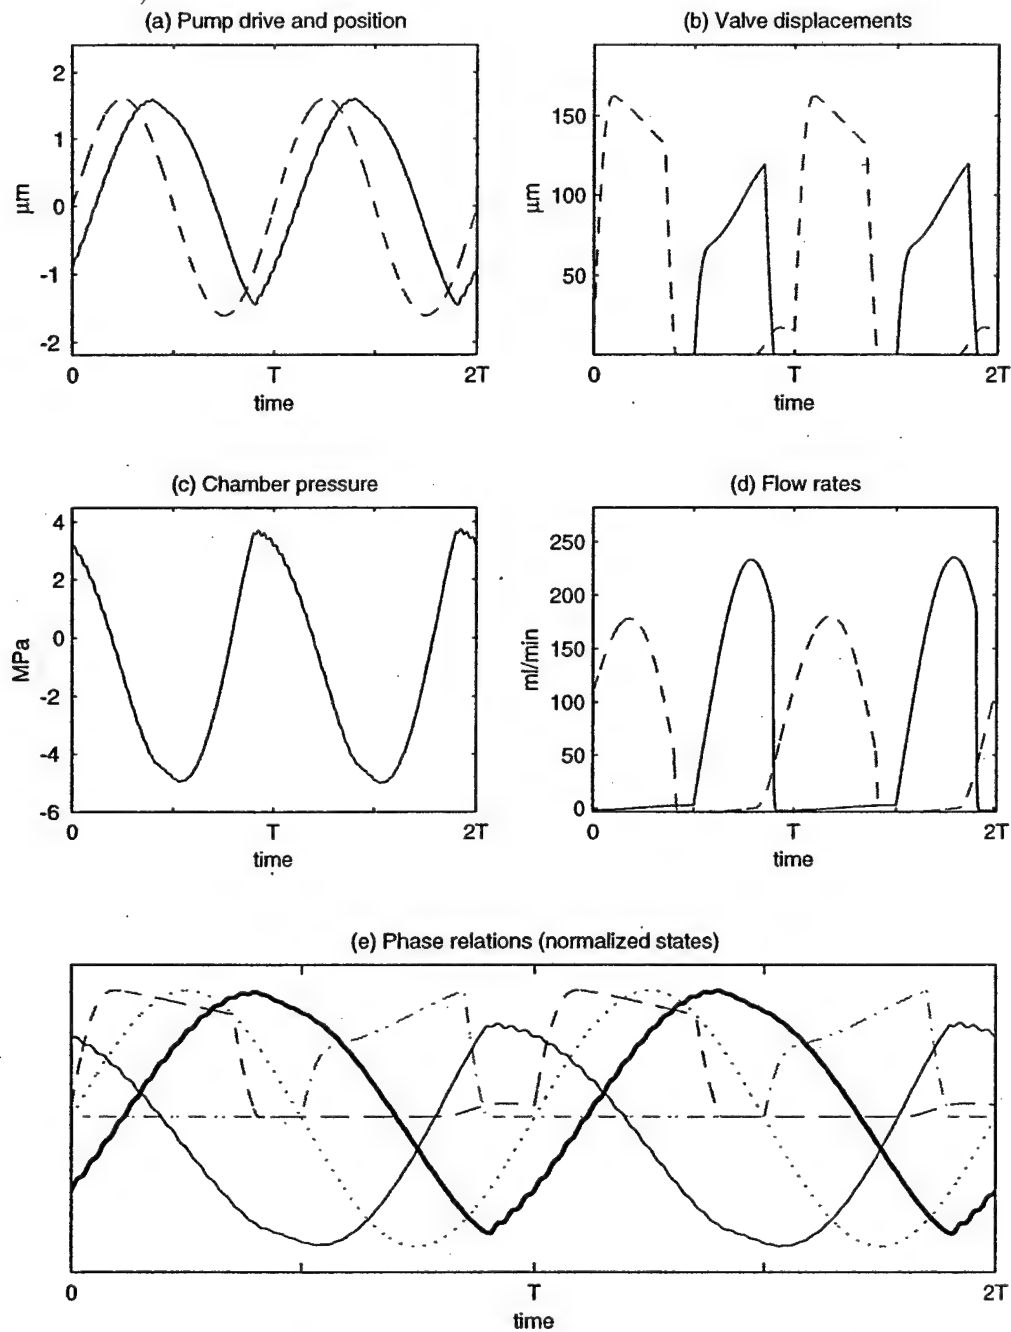 (a) Pump drive and position
(b) Valve displacements
2
1
0
-1
-2
μm
0
T
2T
time
150
100
50
μm
0
T
2T
time
(c) Chamber pressure
(d) Flow rates
4
2
0
-2
-4
-6
MPa
0
T
2T
time
250
200
150
100
50
0
ml/min
0
T
2T
time
(e) Phase relations (normalized states)
0
T
2T
time